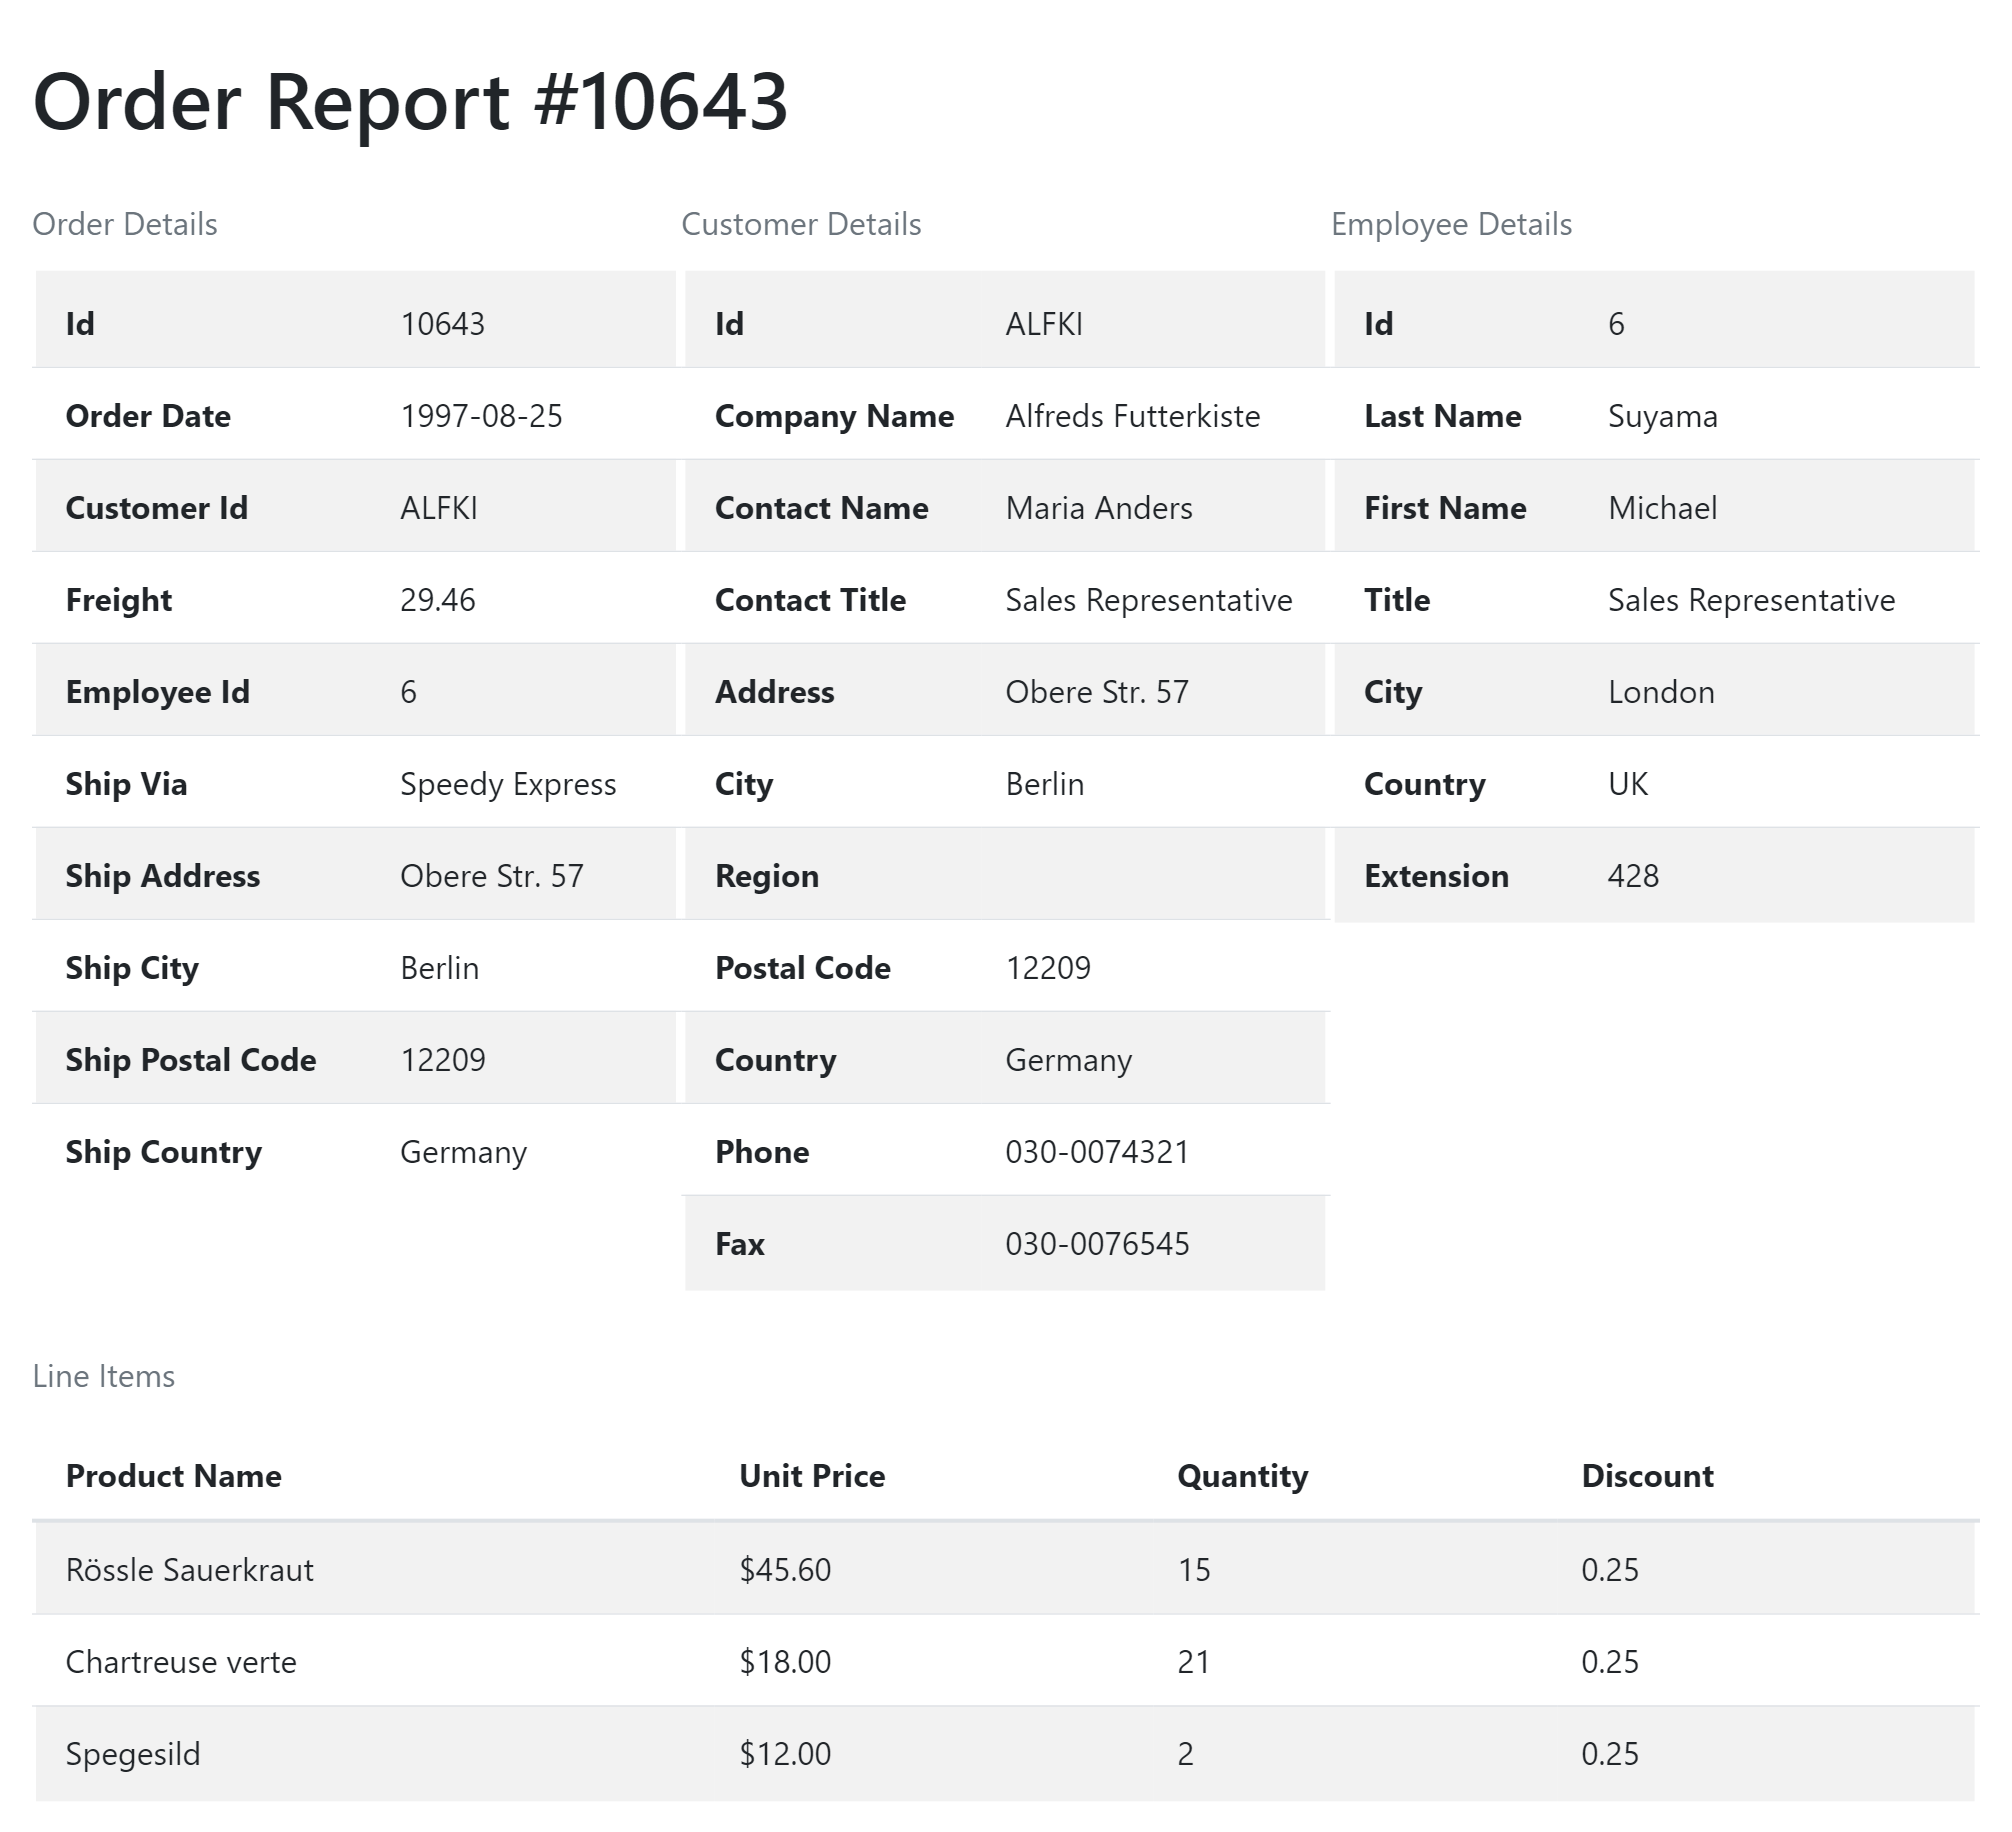 Order Report #10643
Order Details
Id 10643
Order Date 1997-08-25
Customer Id ALFKI
Freight 29.46
Employee Id 6
Ship Via Speedy Express
Ship Address Obere Str. 57
Ship City Berlin
Ship Postal Code 12209
Ship Country Germany
Customer Details
Id ALFKI
Company Name Alfreds Futterkiste
Contact Name Maria Anders
Contact Title Sales Representative
Address Obere Str. 57
City Berlin
Region
Postal Code 12209
Country Germany
Phone 030-0074321
Fax 030-0076545
Employee Details
Id 6
Last Name Suyama
First Name Michael
Title Sales Representative
City London
Country UK
Extension 428
Line Items
Product Name Unit Price Quantity Discount
Rössle Sauerkraut $45.60 15 0.25
Chartreuse verte $18.00 21 0.25
Spegesild $12.00 2 0.25